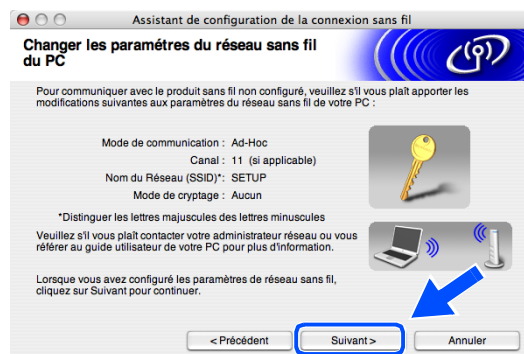 Assistant de configuration de la connexion sans fil
Changer les paramétres du réseau sans fil
du PC
Pour communiquer avec le produit sans fil non configuré, veuillez s'il vous plaît apporter les
modifications suivantes aux paramètres du réseau sans fil de votre PC :
Mode de communication : Ad-Hoc
Canal : 11 (si applicable)
Nom du Réseau (SSID)*: SETUP
Mode de cryptage : Aucun
*Distinguer les lettres majuscules des lettres minuscules
Veuillez s'il vous plaît contacter votre administrateur réseau ou vous
référer au guide utilisateur de votre PC pour plus d'information.
Lorsque vous avez configuré les paramètres de réseau sans fil,
cliquez sur Suivant pour continuer.
< Précédent Suivant > Annuler